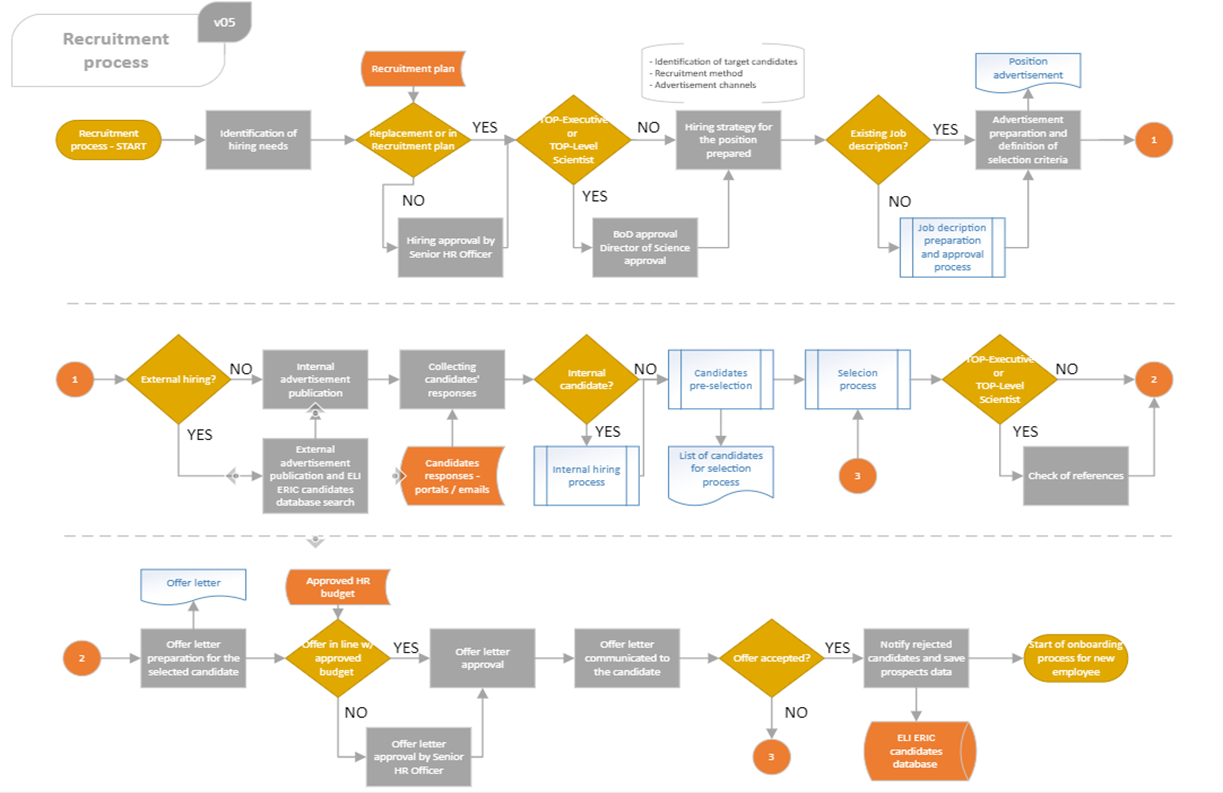 v05
Recruitment
process
Recruitment plan
- Identification of target candidates
- Recruitment method
- Advertisement channels
Position
advertisement
Recruitment
process - START
Identification of
hiring needs
Replacement or in
Recruitment plan
YES
NO
Hiring approval by
Senior HR Officer
TOP-Executive
or
TOP-Level
Scientist
NO
YES
BoD approval
Director of Science
approval
Hiring strategy for
the position
prepared
Existing Job
description?
YES
NO
Job decription
preparation
and approval
process
Advertisement
preparation and
definition of
selection criteria
1
1
External hiring?
NO
YES
Internal
advertisement
publication
External
advertisement
publication and ELI
ERIC candidates
database search
Collecting
candidates'
responses
Candidates
responses -
portals / emails
Internal
candidate?
NO
YES
Internal hiring
process
Candidates
pre-selection
List of candidates
for selection
process
Selecion
process
3
TOP-Executive
or
TOP-Level
Scientist
NO
YES
Check of references
2
Offer letter
Approved HR
budget
2
Offer letter
preparation for the
selected candidate
Offer in line w/
approved
budget
YES
NO
Offer letter
approval by Senior
HR Officer
Offer letter
approval
Offer letter
communicated to
the candidate
Offer accepted?
YES
NO
3
Notify rejected
candidates and save
prospects data
ELI ERIC
candidates
database
Start of onboarding
process for new
employee